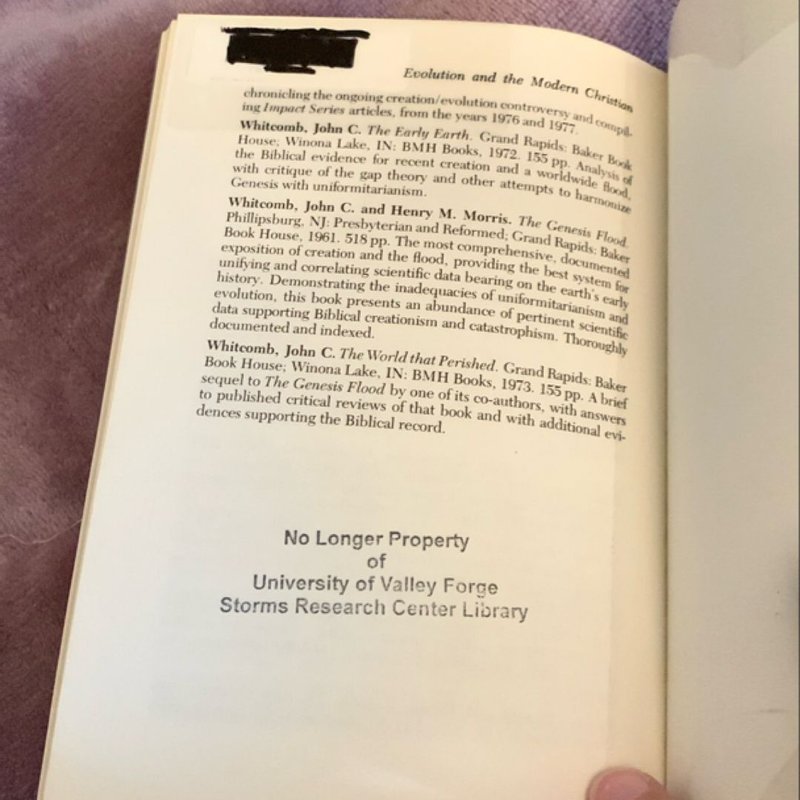 Evolution and the Modern Christian
chronicling the ongoing creation/evolution controversy and compil-
ing Impact Series articles, from the years 1976 and 1977.
Whitcomb, John C. The Early Earth. Grand Rapids: Baker Book
House; Winona Lake, IN: BMH Books, 1972. 155 pp. Analysis of
the Biblical evidence for recent creation and a worldwide flood,
with critique of the gap theory and other attempts to harmonize
Genesis with uniformitarianism.
Whitcomb, John C. and Henry M. Morris. The Genesis Flood.
Phillipsburg, NJ: Presbyterian and Reformed; Grand Rapids: Baker
Book House, 1961. 518 pp. The most comprehensive, documented
exposition of creation and the flood, providing the best system for
unifying and correlating scientific data bearing on the earth's early
history. Demonstrating the inadequacies of uniformitarianism and
evolution, this book presents an abundance of pertinent scientific
data supporting Biblical creationism and catastrophism. Thoroughly
documented and indexed.
Whitcomb, John C. The World that Perished. Grand Rapids: Baker
Book House; Winona Lake, IN: BMH Books, 1973. 155 pp. A brief
sequel to The Genesis Flood by one of its co-authors, with answers
to published critical reviews of that book and with additional evi-
dences supporting the Biblical record.
No Longer Property
of
University of Valley Forge
Storms Research Center Library